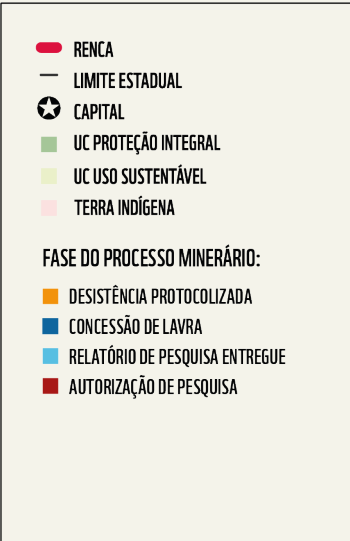 RENCA
LIMITE ESTADUAL
CAPITAL
UC PROTEÇÃO INTEGRAL
UC USO SUSTENTÁVEL
TERRA INDÍGENA
FASE DO PROCESSO MINERÁRIO:
DESISTÊNCIA PROTOCOLIZADA
CONCESSÃO DE LAVRA
RELATÓRIO DE PESQUISA ENTREGUE
AUTORIZAÇÃO DE PESQUISA